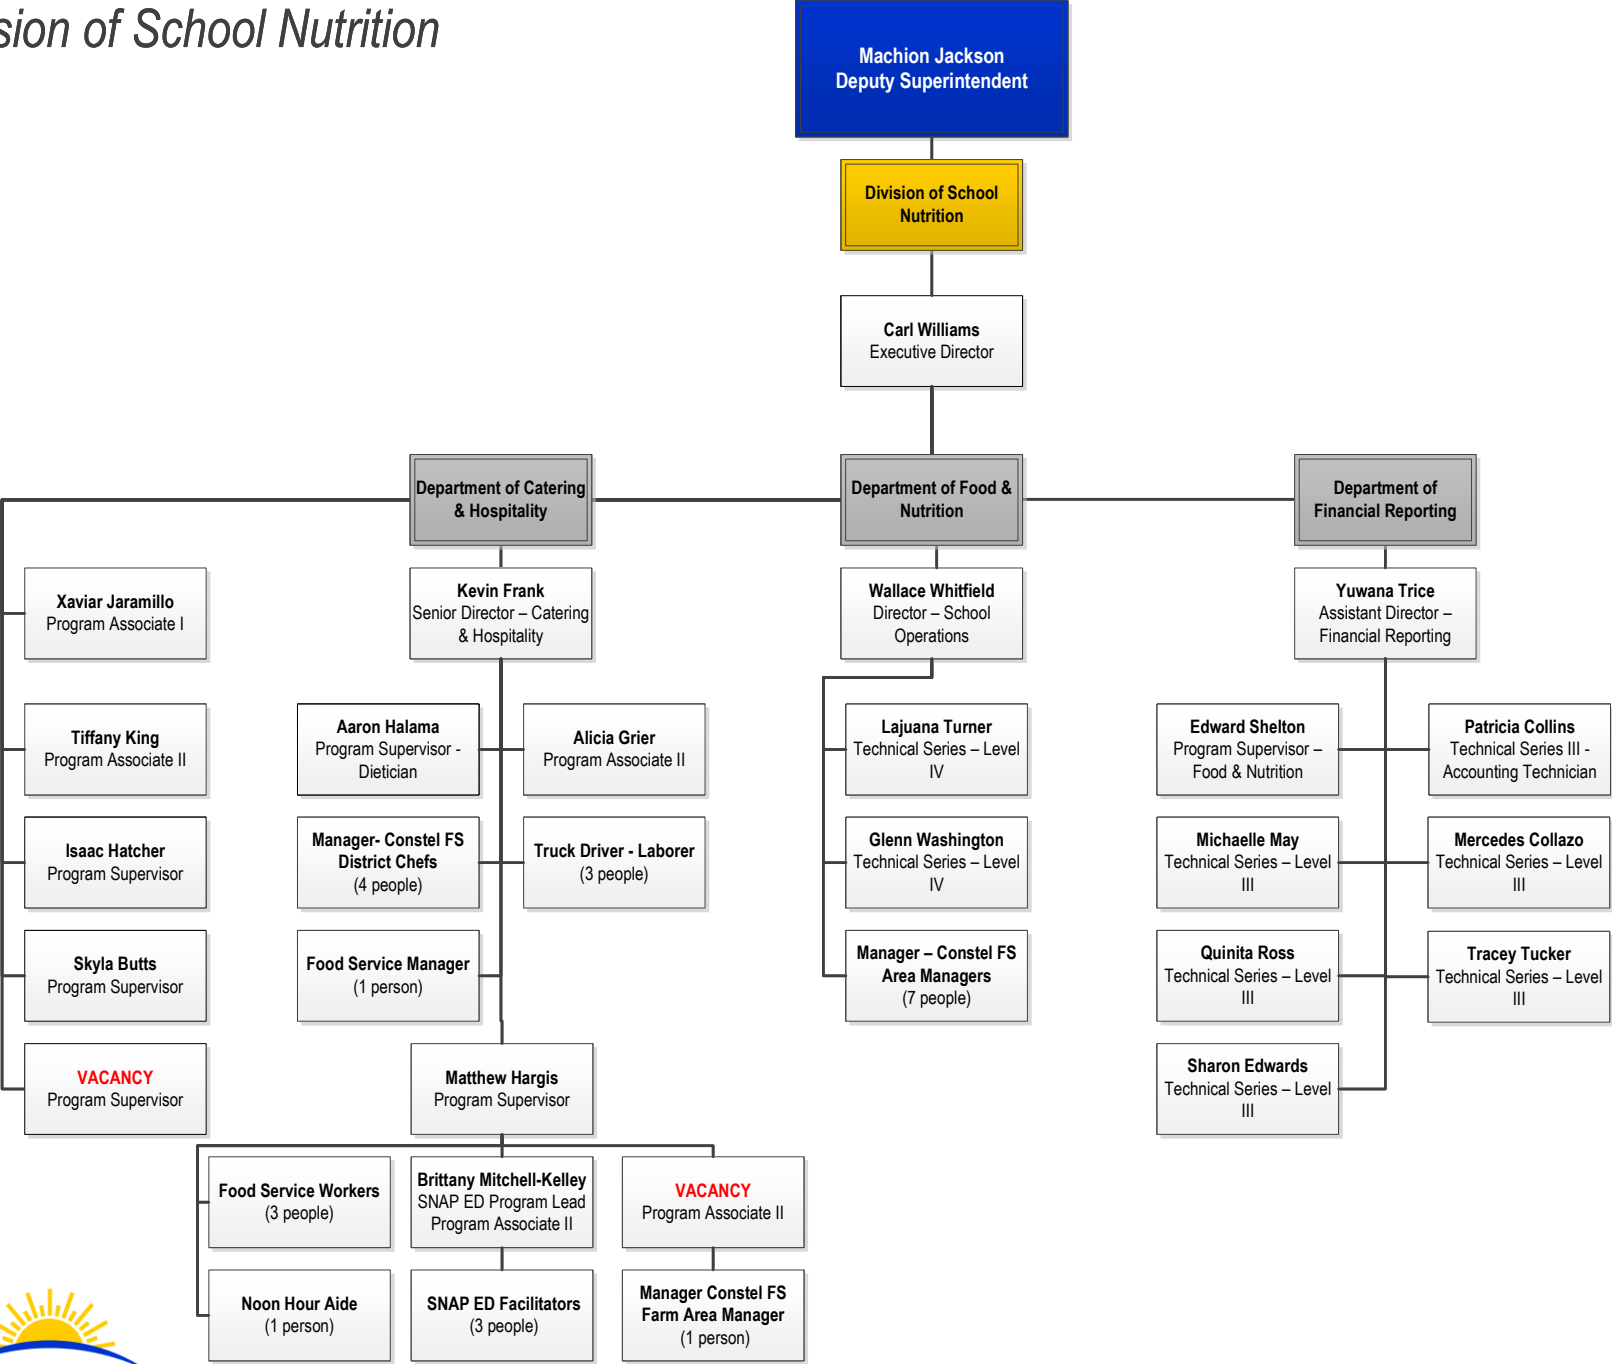 sion of School Nutrition
Machion Jackson
Deputy Superintendent
Division of School
Nutrition
Carl Williams
Executive Director
Department of Catering
& Hospitality
Department of Food &
Nutrition
Department of
Financial Reporting
Xaviar Jaramillo
Program Associate I
Kevin Frank
Senior Director – Catering
& Hospitality
Wallace Whitfield
Director – School
Operations
Yuwana Trice
Assistant Director –
Financial Reporting
Tiffany King
Program Associate II
Aaron Halama
Program Supervisor -
Dietician
Alicia Grier
Program Associate II
Lajuana Turner
Technical Series – Level
IV
Edward Shelton
Program Supervisor –
Food & Nutrition
Patricia Collins
Technical Series III -
Accounting Technician
Isaac Hatcher
Program Supervisor
Manager- Constel FS
District Chefs
(4 people)
Truck Driver - Laborer
(3 people)
Glenn Washington
Technical Series – Level
IV
Michaelle May
Technical Series – Level
III
Mercedes Collazo
Technical Series – Level
III
Skyla Butts
Program Supervisor
Food Service Manager
(1 person)
Manager – Constel FS
Area Managers
(7 people)
Quinita Ross
Technical Series – Level
III
Tracey Tucker
Technical Series – Level
III
VACANCY
Program Supervisor
Matthew Hargis
Program Supervisor
Sharon Edwards
Technical Series – Level
III
Food Service Workers
(3 people)
Brittany Mitchell-Kelley
SNAP ED Program Lead
Program Associate II
VACANCY
Program Associate II
Noon Hour Aide
(1 person)
SNAP ED Facilitators
(3 people)
Manager Constel FS
Farm Area Manager
(1 person)